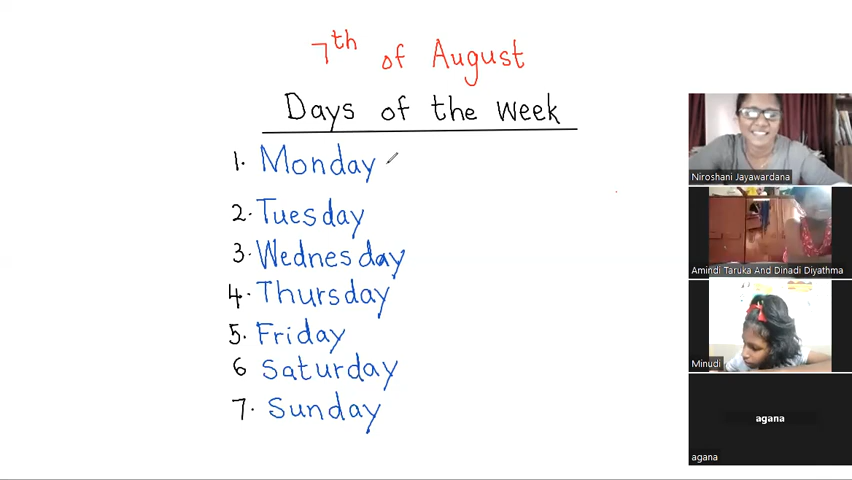 7th of August
Days of the Week
1. Monday
2. Tuesday
3. Wednesday
4. Thursday
5. Friday
6 Saturday
7. Sunday
Niroshani Jayawardana
Amindi Taruka And Dinadi Diyathma
Minudi
agana
agana